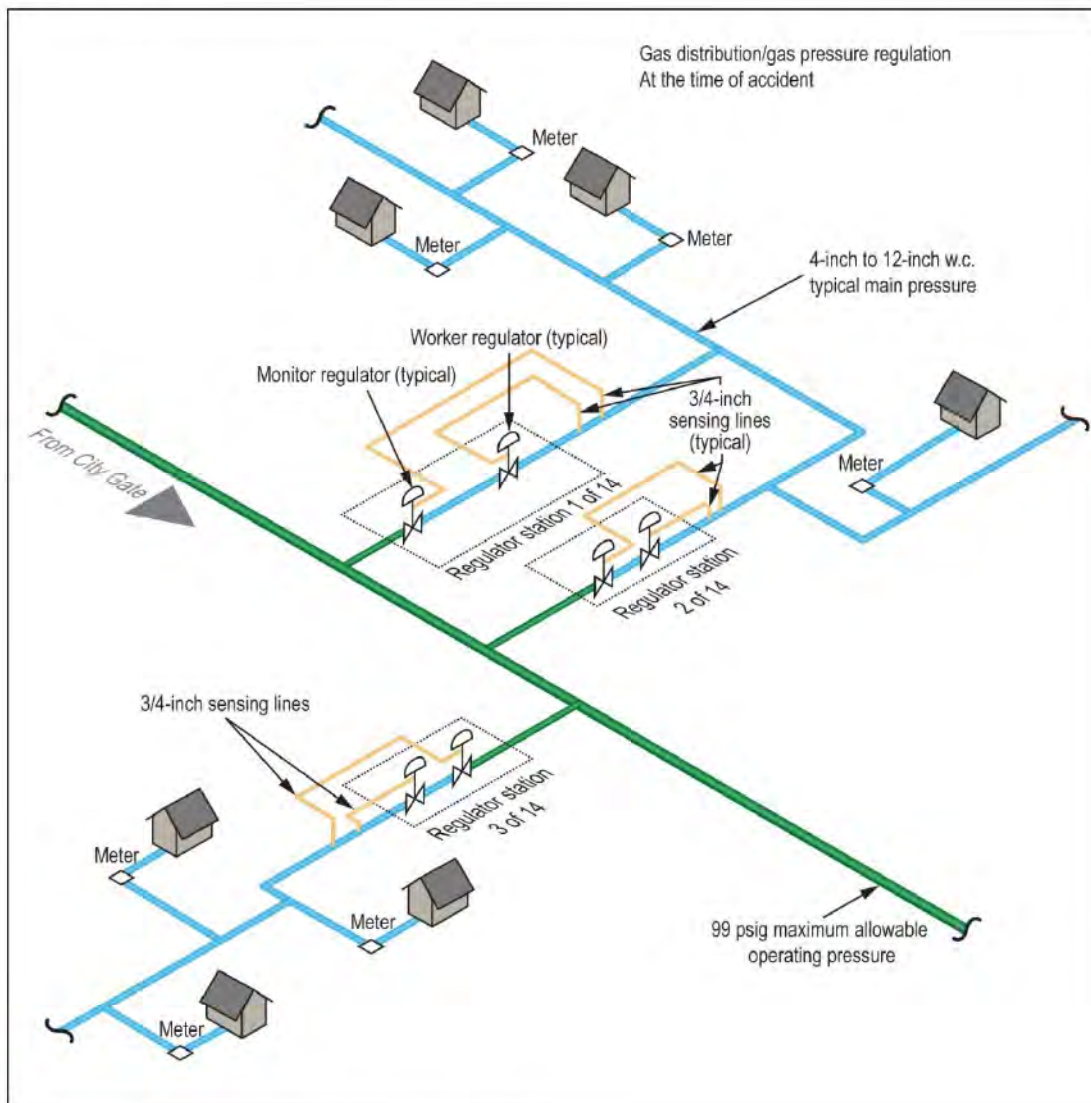 Gas distribution/gas pressure regulation
At the time of accident
Meter
Meter
Meter
4-inch to 12-inch w.c.
typical main pressure
Worker regulator (typical)
Monitor regulator (typical)
3/4-inch
sensing lines
(typical)
Meter
From City Gate
Regulator station 1 of 14
Regulator station
2 of 14
3/4-inch sensing lines
Regulator station
3 of 14
Meter
Meter
99 psig maximum allowable
operating pressure
Meter